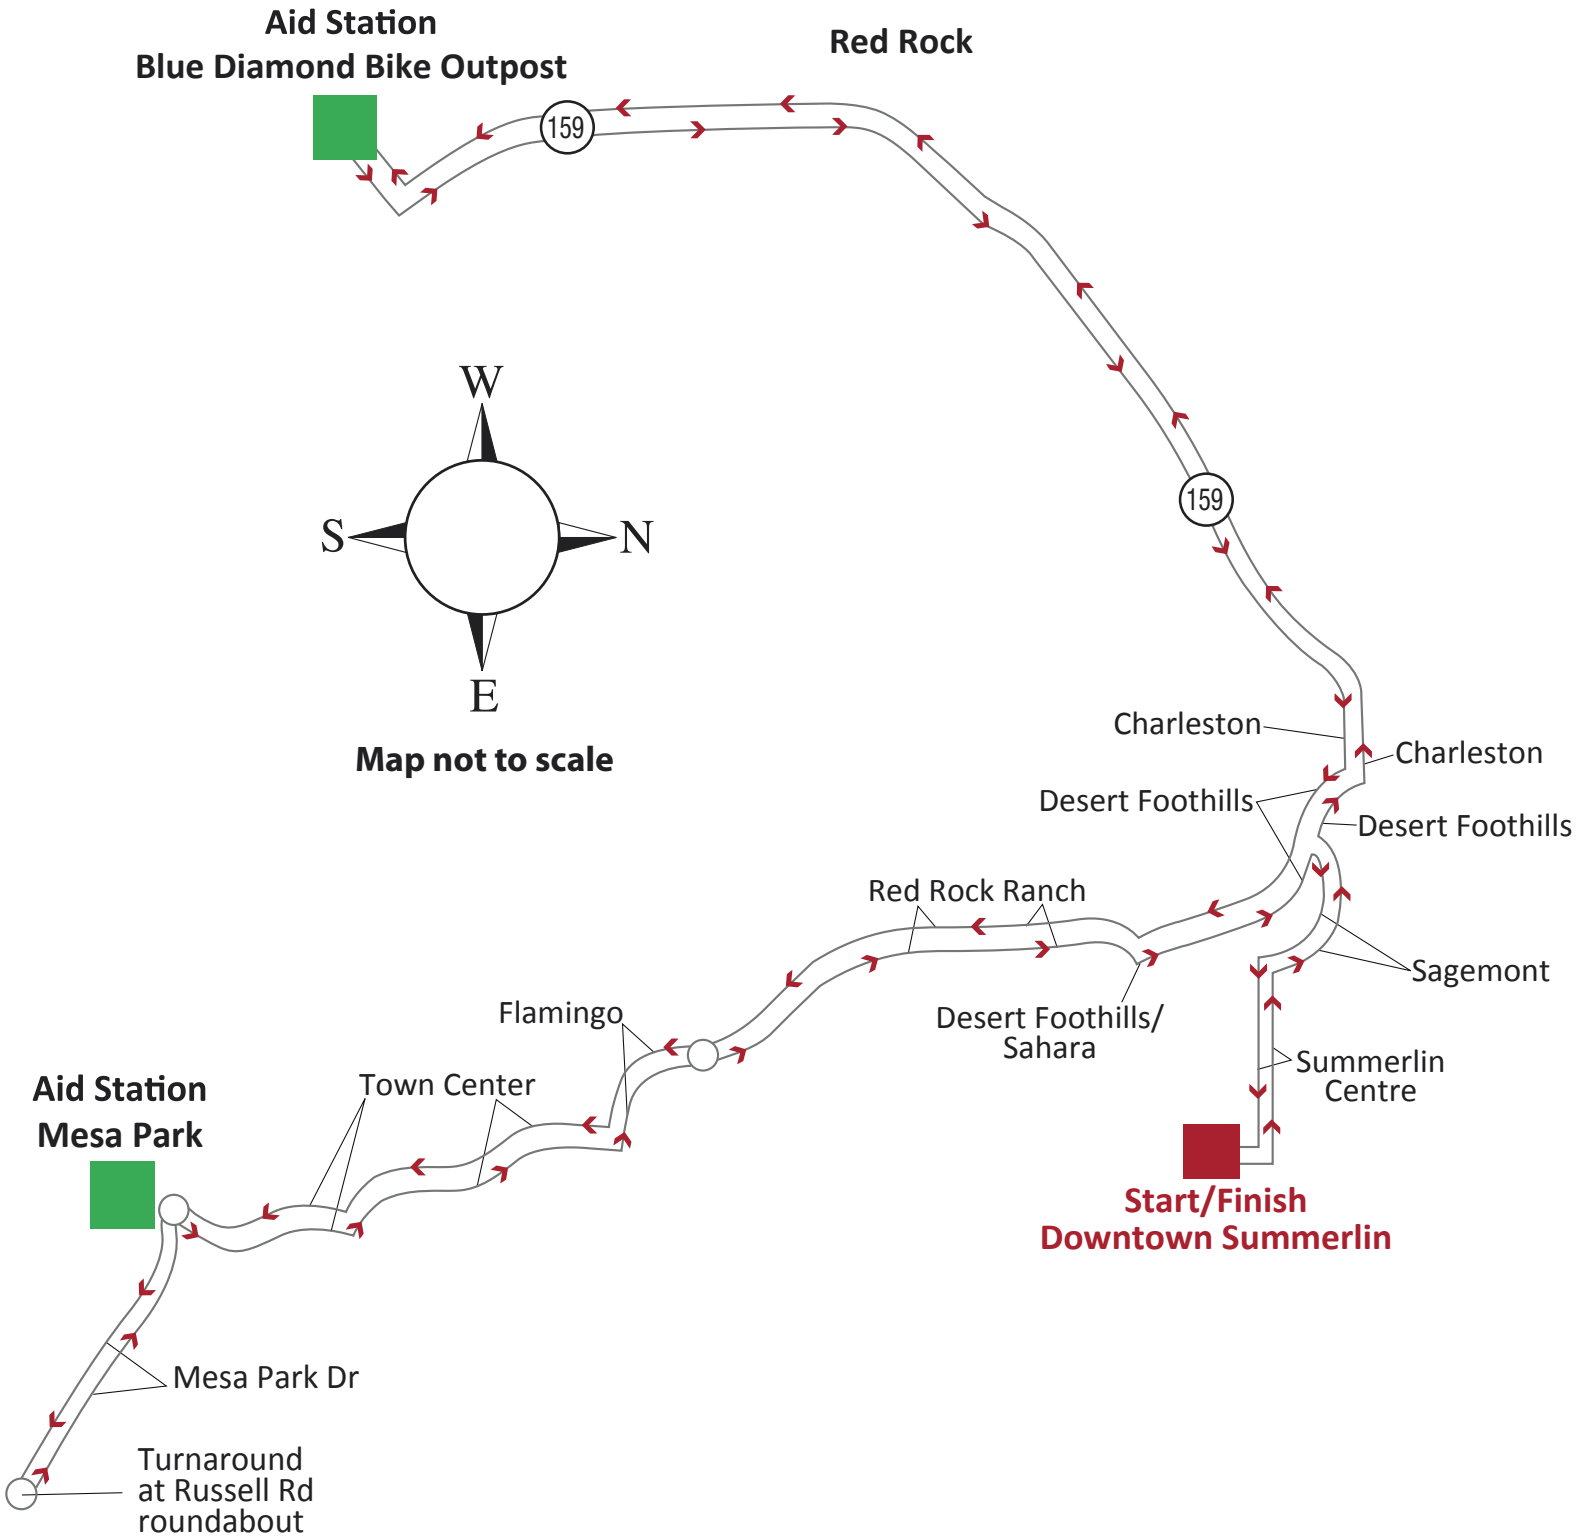 Aid Station
Blue Diamond Bike Outpost
Red Rock
159
W
S
N
E
Map not to scale
159
Charleston
Charleston
Desert Foothills
Desert Foothills
Red Rock Ranch
Sagemont
Flamingo
Desert Foothills/
Sahara
Summerlin
Centre
Town Center
Aid Station
Mesa Park
Start/Finish
Downtown Summerlin
Mesa Park Dr
Turnaround
at Russell Rd
roundabout